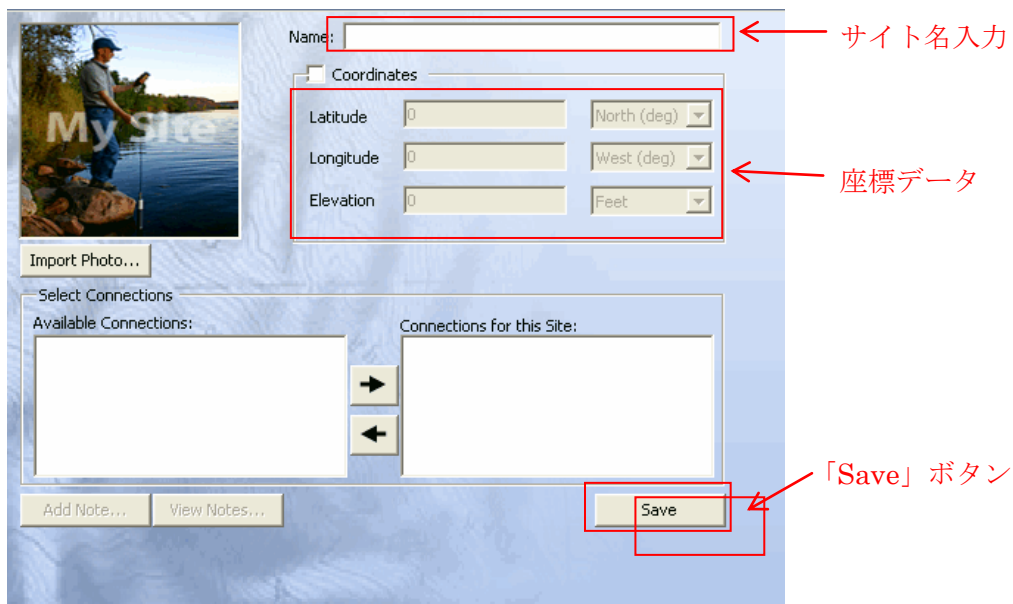 Name:
サイト名入力
My Site
Coordinates
Latitude 0 North (deg)
Longitude 0 West (deg)
座標データ
Elevation 0 Feet
Import Photo...
Select Connections
Available Connections:
Connections for this Site:
「Save」ボタン
Add Note... View Notes... Save